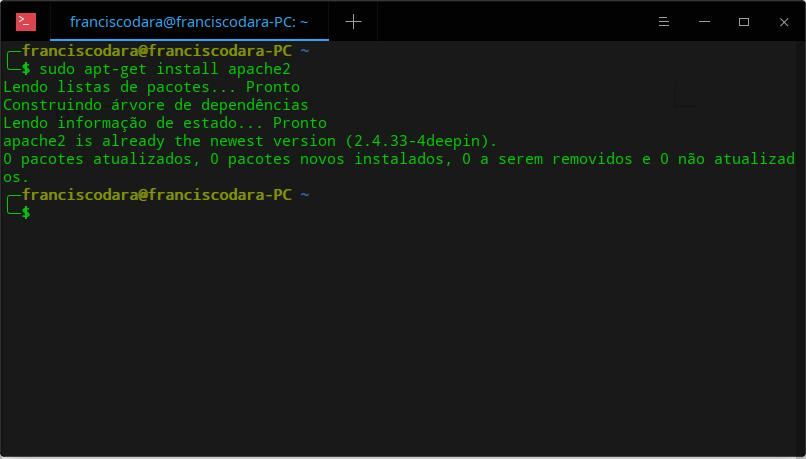 franciscodara@franciscodara-PC: ~
franciscodara@franciscodara-PC ~
$ sudo apt-get install apache2
Lendo listas de pacotes... Pronto
Construindo árvore de dependências
Lendo informação de estado... Pronto
apache2 is already the newest version (2.4.33-4deepin).
0 pacotes atualizados, 0 pacotes novos instalados, 0 a serem removidos e 0 não atualizad
os.
franciscodara@franciscodara-PC ~
$